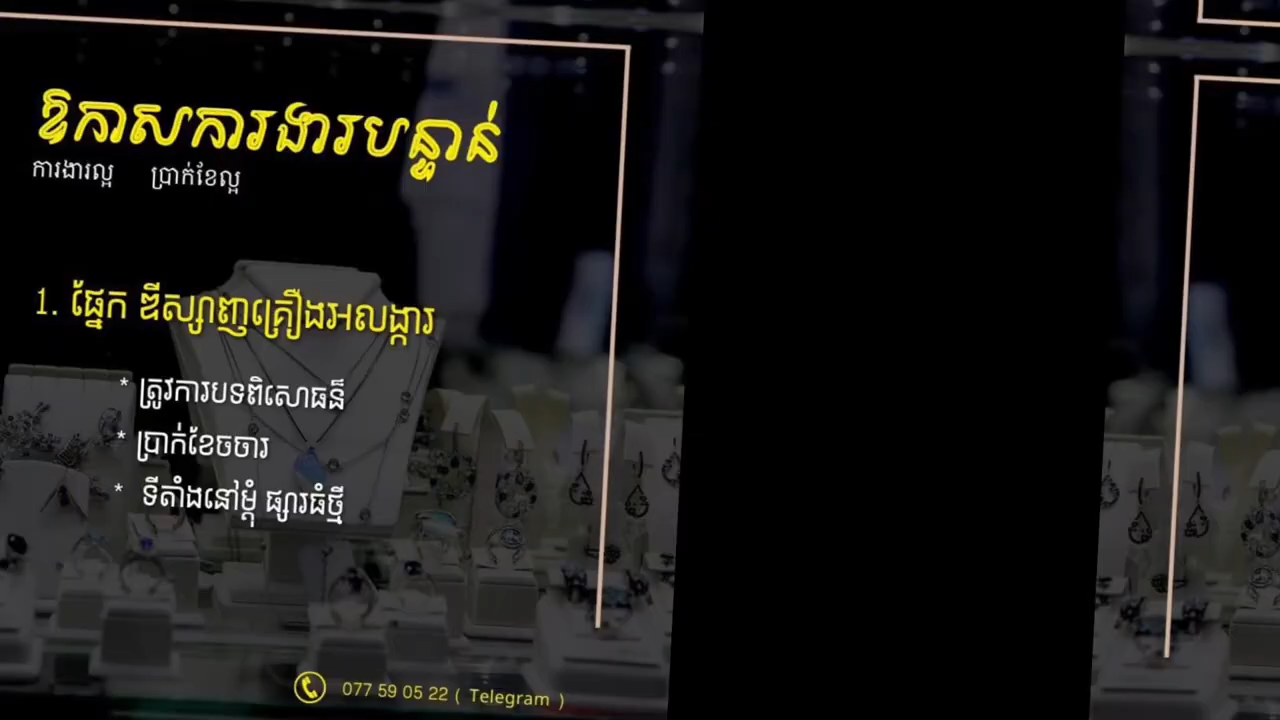 ឱកាសការងារបន្ទាន់
ការងារល្អ ប្រាក់ខែល្អ
1. ផ្នែក ឌីស្សាញគ្រឿងរអលង្ការ
* ត្រូវការបទពិសោធន៏
* ប្រាក់ខែចចារ
* ទីតាំងនៅម្តុំ ផ្សារធំថ្មី
077 59 05 22 ( Telegram )